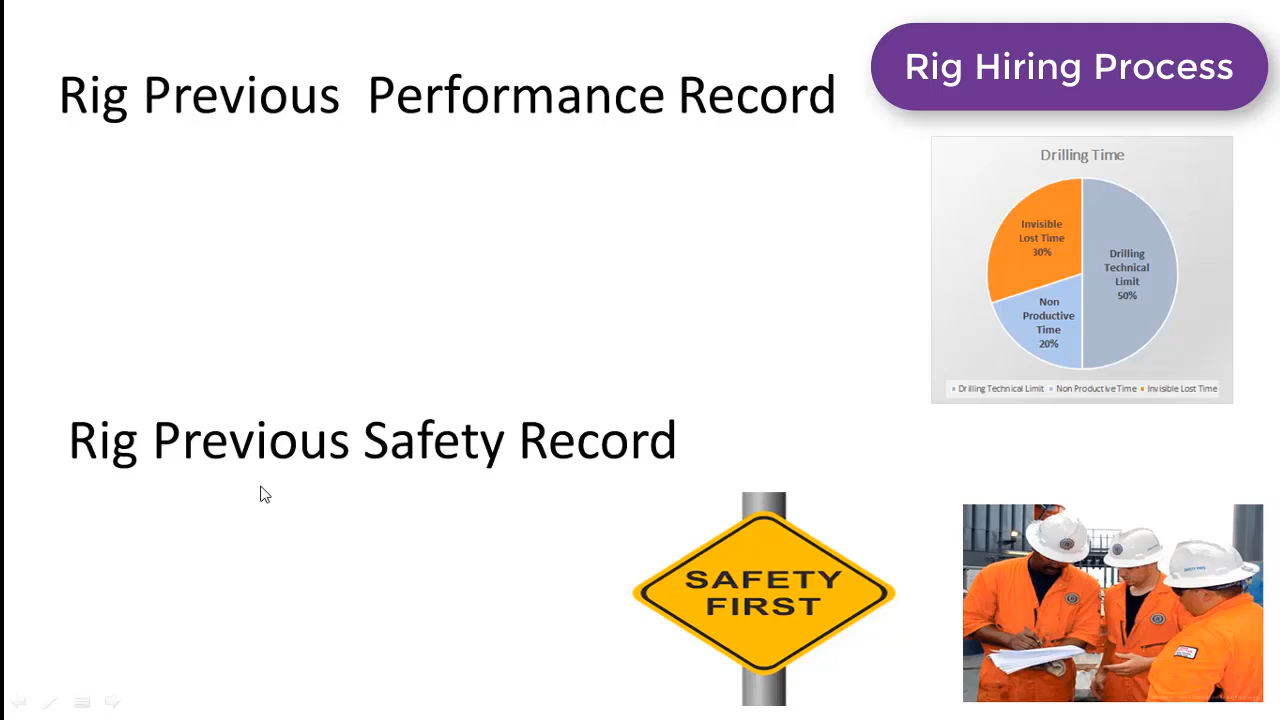 Rig Hiring Process
Rig Previous  Performance Record
Drilling Time
Invisible
Lost Time
30%
Drilling
Technical
Limit
50%
Non
Productive
Time
20%
Drilling Technical Limit
Non Productive Time
Invisible Lost Time
Rig Previous Safety Record
SAFETY
FIRST